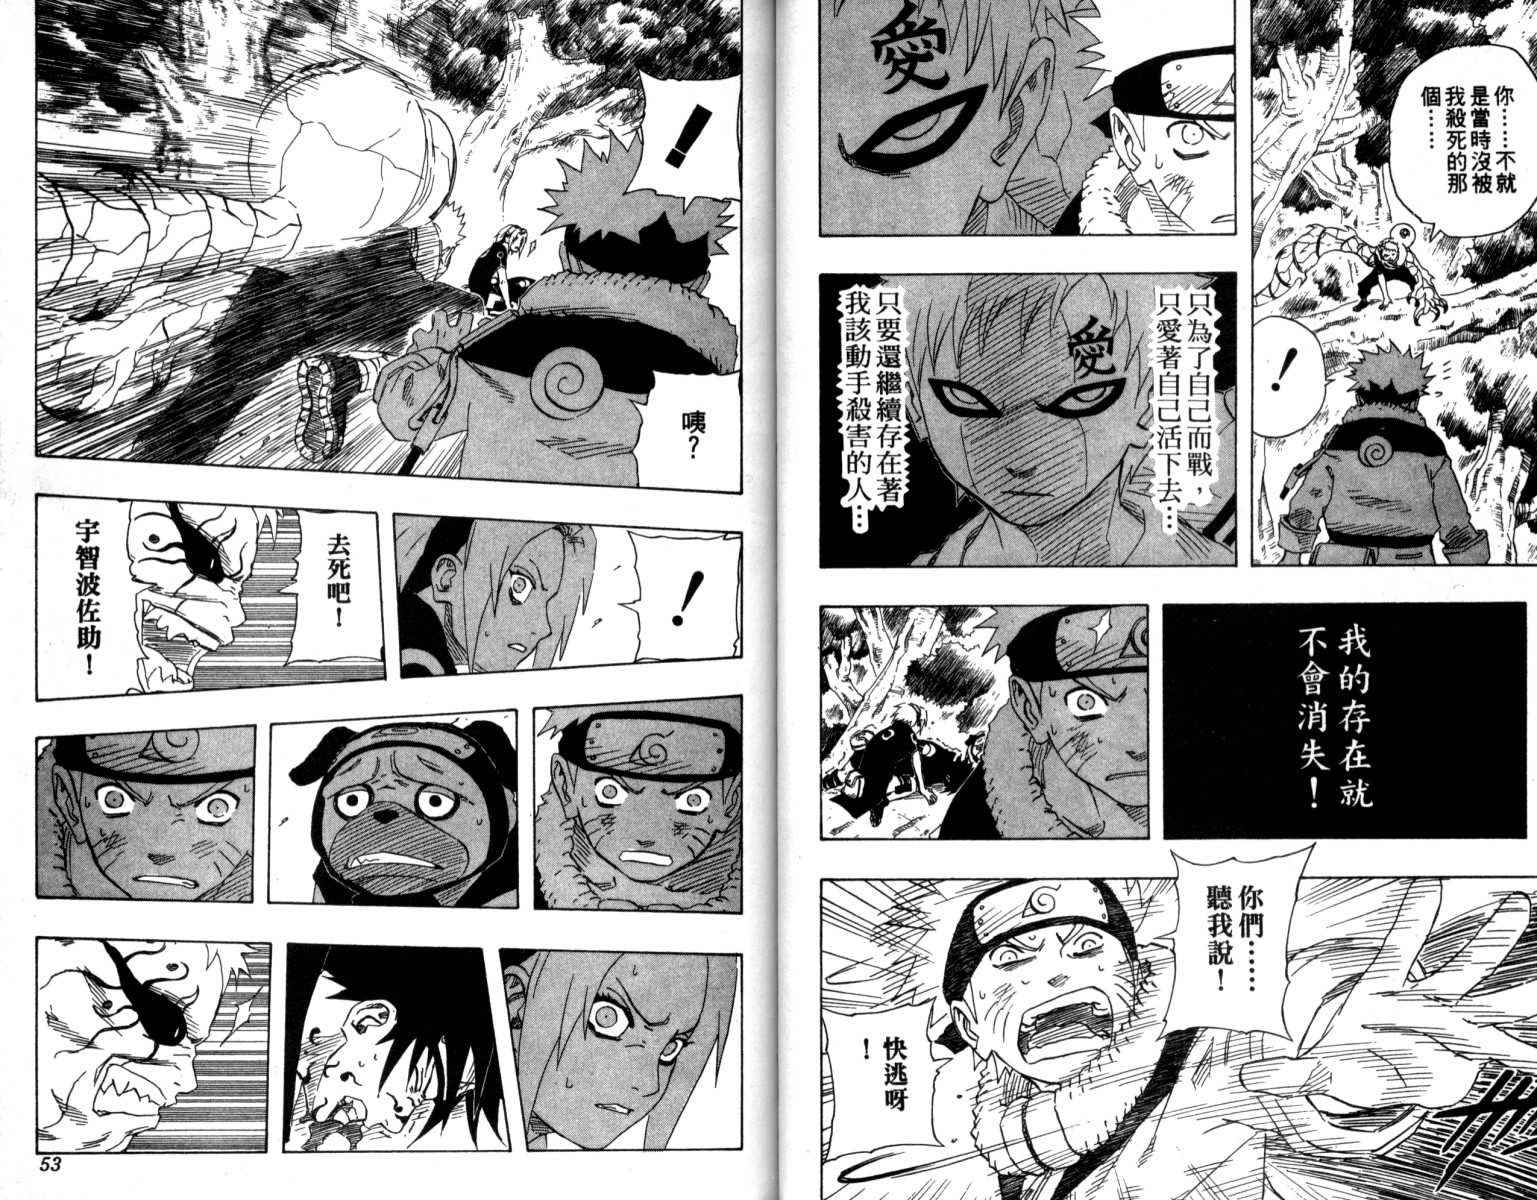 你……不就
是當時沒被
我殺死的那
個……
！
愛
只為了自己而戰，
只愛著自己活下去…
愛
只要還繼續存在著
我該動手殺害的人…
我的存在就
不會消失！
你們……
聽我說！
快逃呀
！
！
咦？
！
去死吧！
宇智波佐助！
53